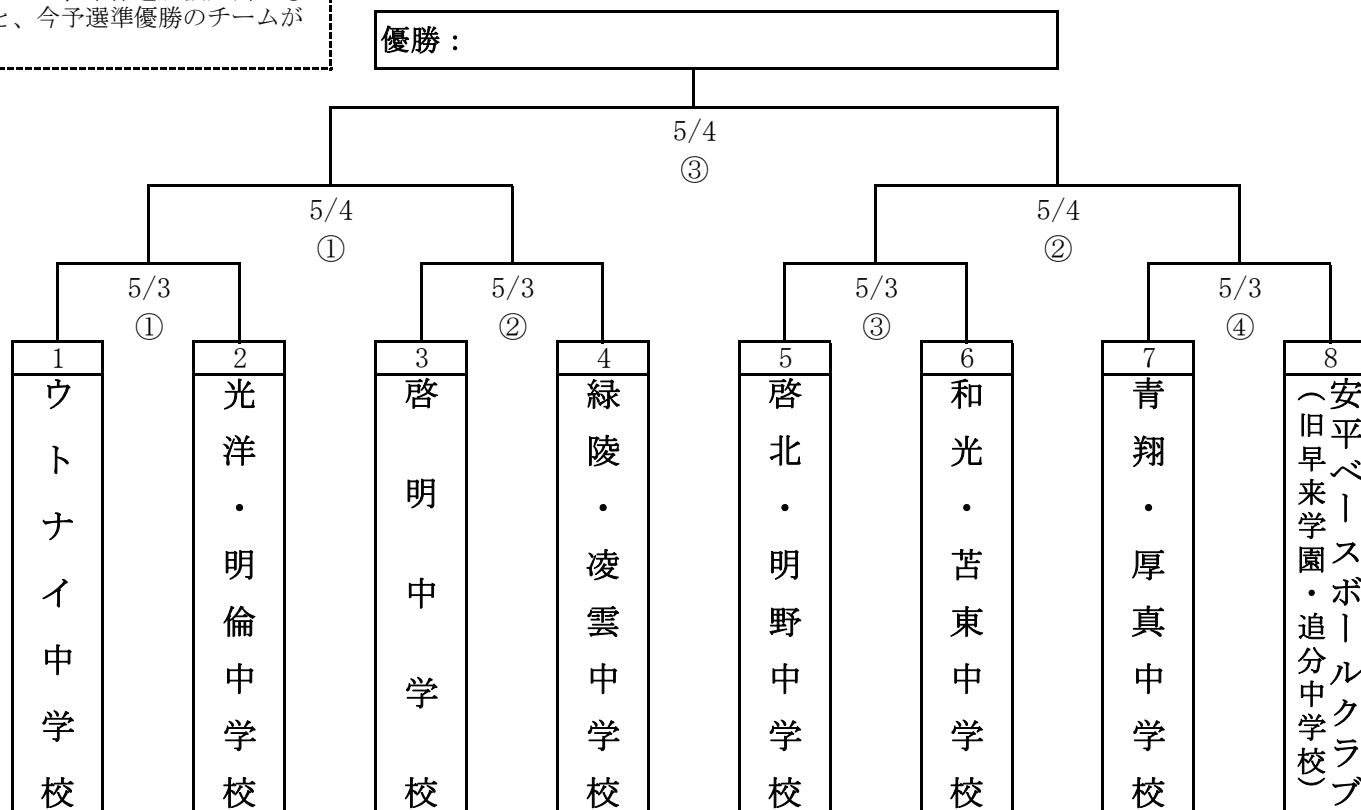 と、今予選準優勝のチームが
優勝：
5/4
③
5/4
①
5/4
②
5/3
①
5/3
②
5/3
③
5/3
④
1
ウトナイ中学校
2
光洋・明倫中学校
3
啓明中学校
4
緑陵・凌雲中学校
5
啓北・明野中学校
6
和光・苫東中学校
7
青翔・厚真中学校
8
安平ベースボールクラブ
（旧早来学園・追分中学校）